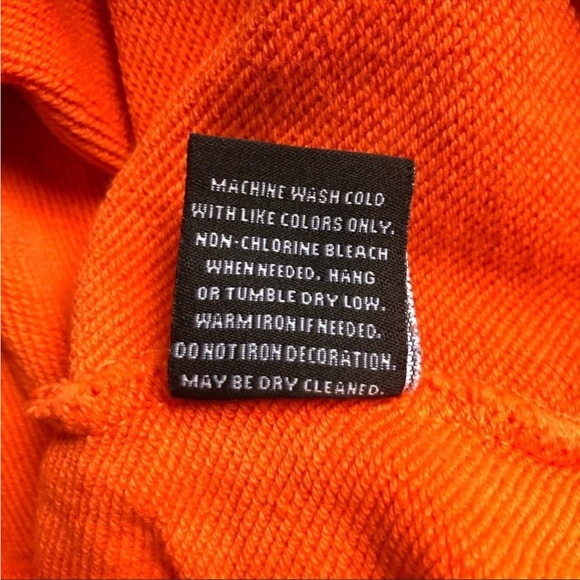 MACHINE WASH COLD
WITH LIKE COLORS ONLY.
NON-CHLORINE BLEACH
WHEN NEEDED. HANG
OR TUMBLE DRY LOW.
WARM IRON IF NEEDED.
DO NOT IRON DECORATION.
MAY BE DRY CLEANED.